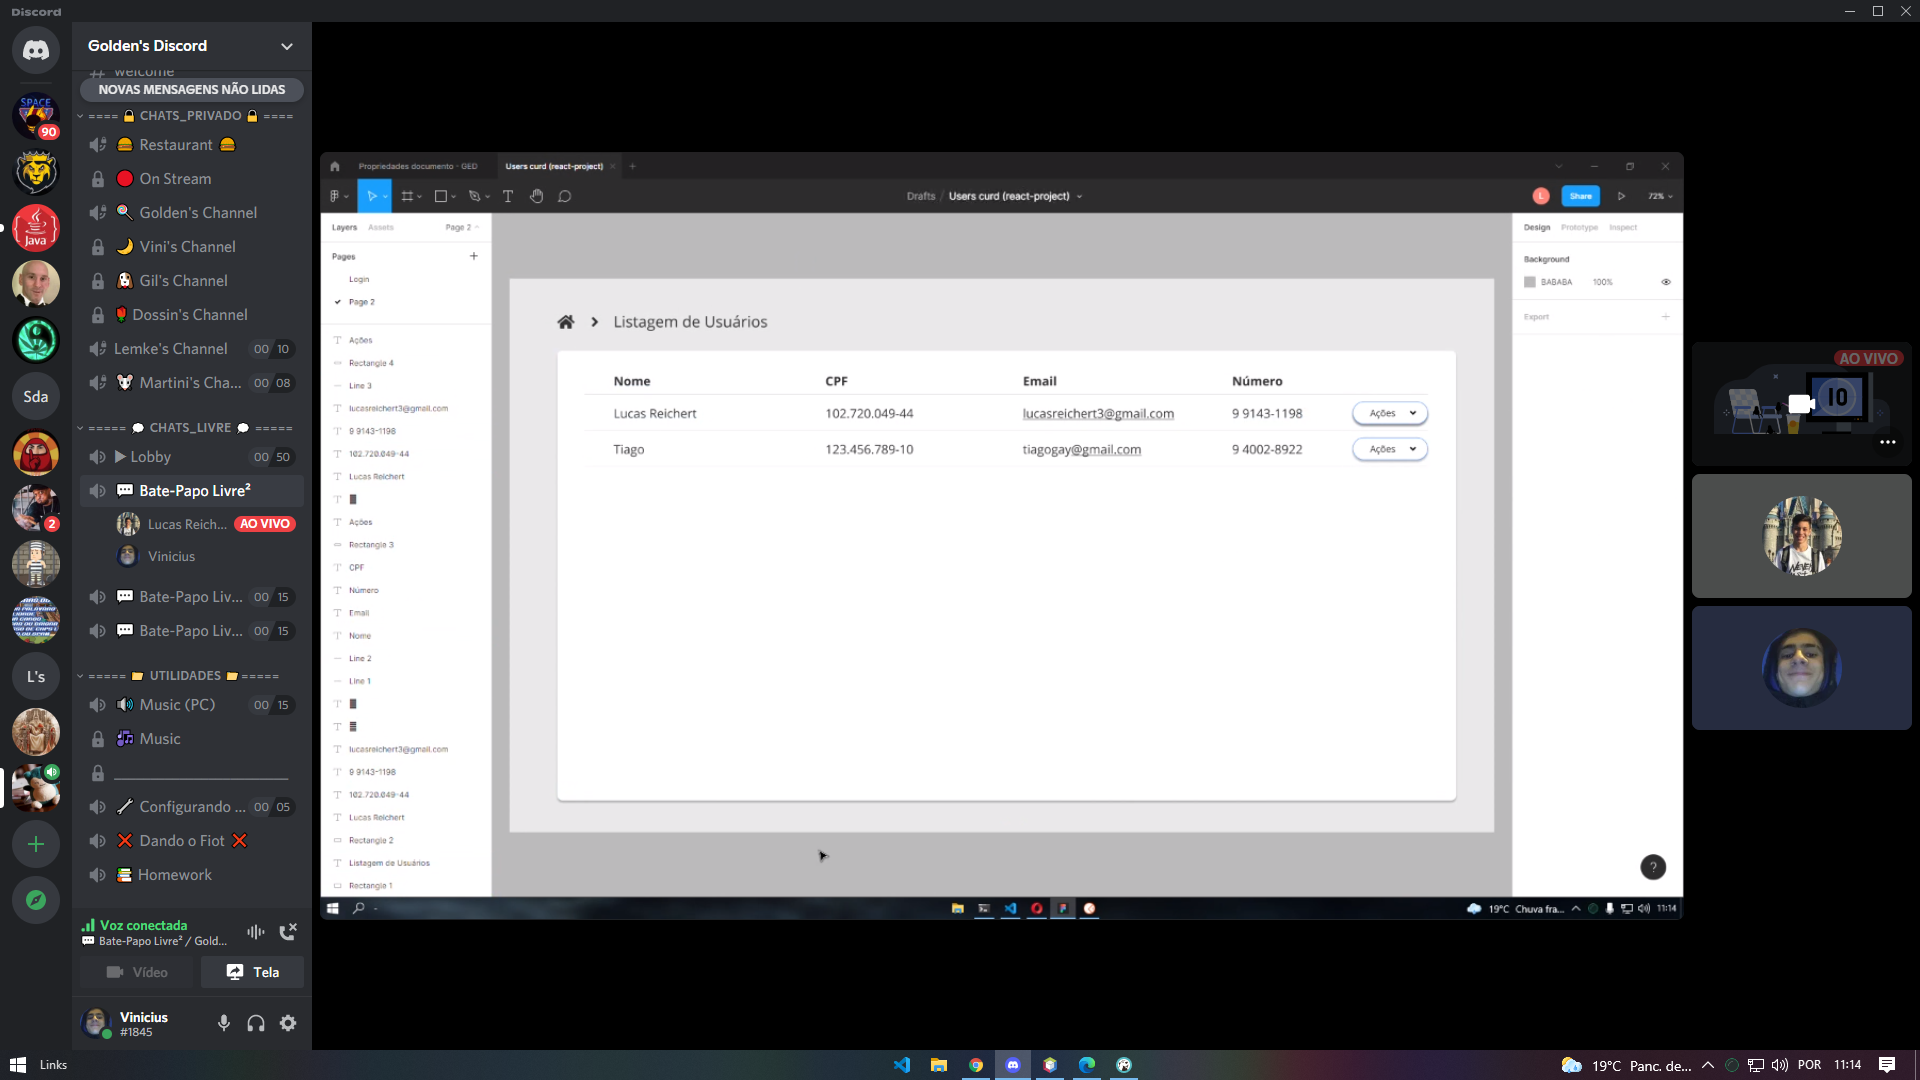 Discord
Golden's Discord
welcome
NOVAS MENSAGENS NÃO LIDAS
==== CHATS_PRIVADO ====
Restaurant
On Stream
Golden's Channel
Vini's Channel
Gil's Channel
Dossin's Channel
Lemke's Channel 00 10
Martini's Cha... 00 08
===== CHATS_LIVRE =====
Lobby 00 50
Bate-Papo Livre²
Lucas Reich... AO VIVO
Vinicius
Bate-Papo Liv... 00 15
Bate-Papo Liv... 00 15
===== UTILIDADES =====
Music (PC) 00 15
Music
Configurando ... 00 05
Dando o Fiot
Homework
Voz conectada
Bate-Papo Livre² / Gold...
Vídeo Tela
Vinicius
#1845
SPACE
90
Java
Sda
2
L's
Propriedades documento - GED Users curd (react-project)
Drafts / Users curd (react-project)
L Share 72%
Layers Assets Page 2
Pages
Login
Page 2
Ações
Rectangle 4
Line 3
lucasreichert3@gmail.com
9 9143-1198
102.720.049-44
Lucas Reichert
Ações
Rectangle 3
CPF
Número
Email
Nome
Line 2
Line 1
lucasreichert3@gmail.com
9 9143-1198
102.720.049-44
Lucas Reichert
Rectangle 2
Listagem de Usuários
Rectangle 1
Listagem de Usuários
Nome CPF Email Número
Lucas Reichert 102.720.049-44 lucasreichert3@gmail.com 9 9143-1198 Ações
Tiago 123.456.789-10 tiagogay@gmail.com 9 4002-8922 Ações
Design Prototype Inspect
Background
BABABA 100%
Export
?
19°C Chuva fra... 11:14
AO VIVO
10
Links
19°C Panc. de... POR 11:14